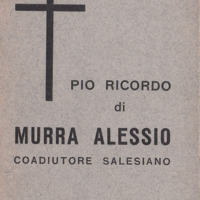 PIO RICORDO
di
MURRA ALESSIO
COADIUTORE SALESIANO